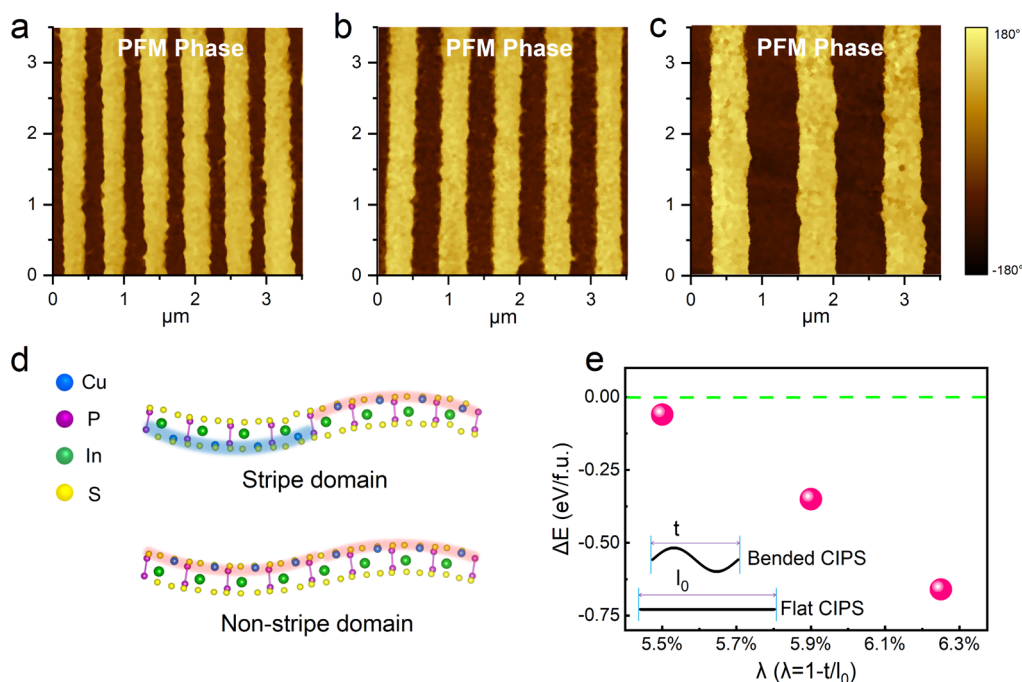 a
PFM Phase
3
2
1
0
0 1 2 3
µm
b
PFM Phase
3
2
1
0
0 1 2 3
µm
c
PFM Phase
3
2
1
0
0 1 2 3
µm
180°
-180°
d
Cu
P
In
S
Stripe domain
Non-stripe domain
e
ΔE (eV/f.u.)
0.00
-0.25
-0.50
-0.75
t
Bended CIPS
l₀
Flat CIPS
5.5% 5.7% 5.9% 6.1% 6.3%
λ (λ=1-t/l₀)